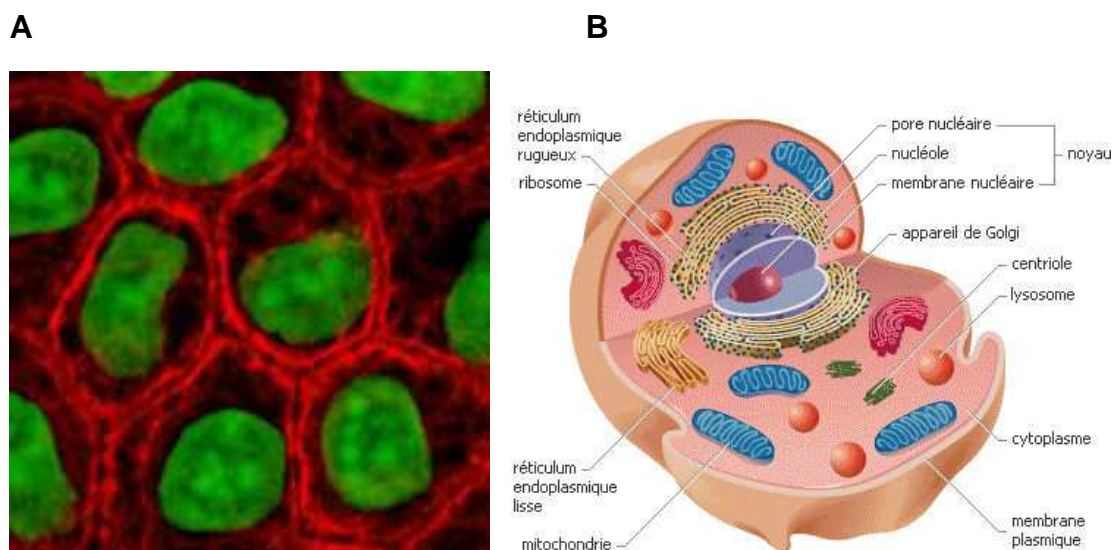 A
B
réticulum
endoplasmique
rugueux
ribosome
pore nucléaire
nucléole
membrane nucléaire
noyau
appareil de Golgi
centriole
lysosome
cytoplasme
membrane
plasmique
réticulum
endoplasmique
lisse
mitochondrie